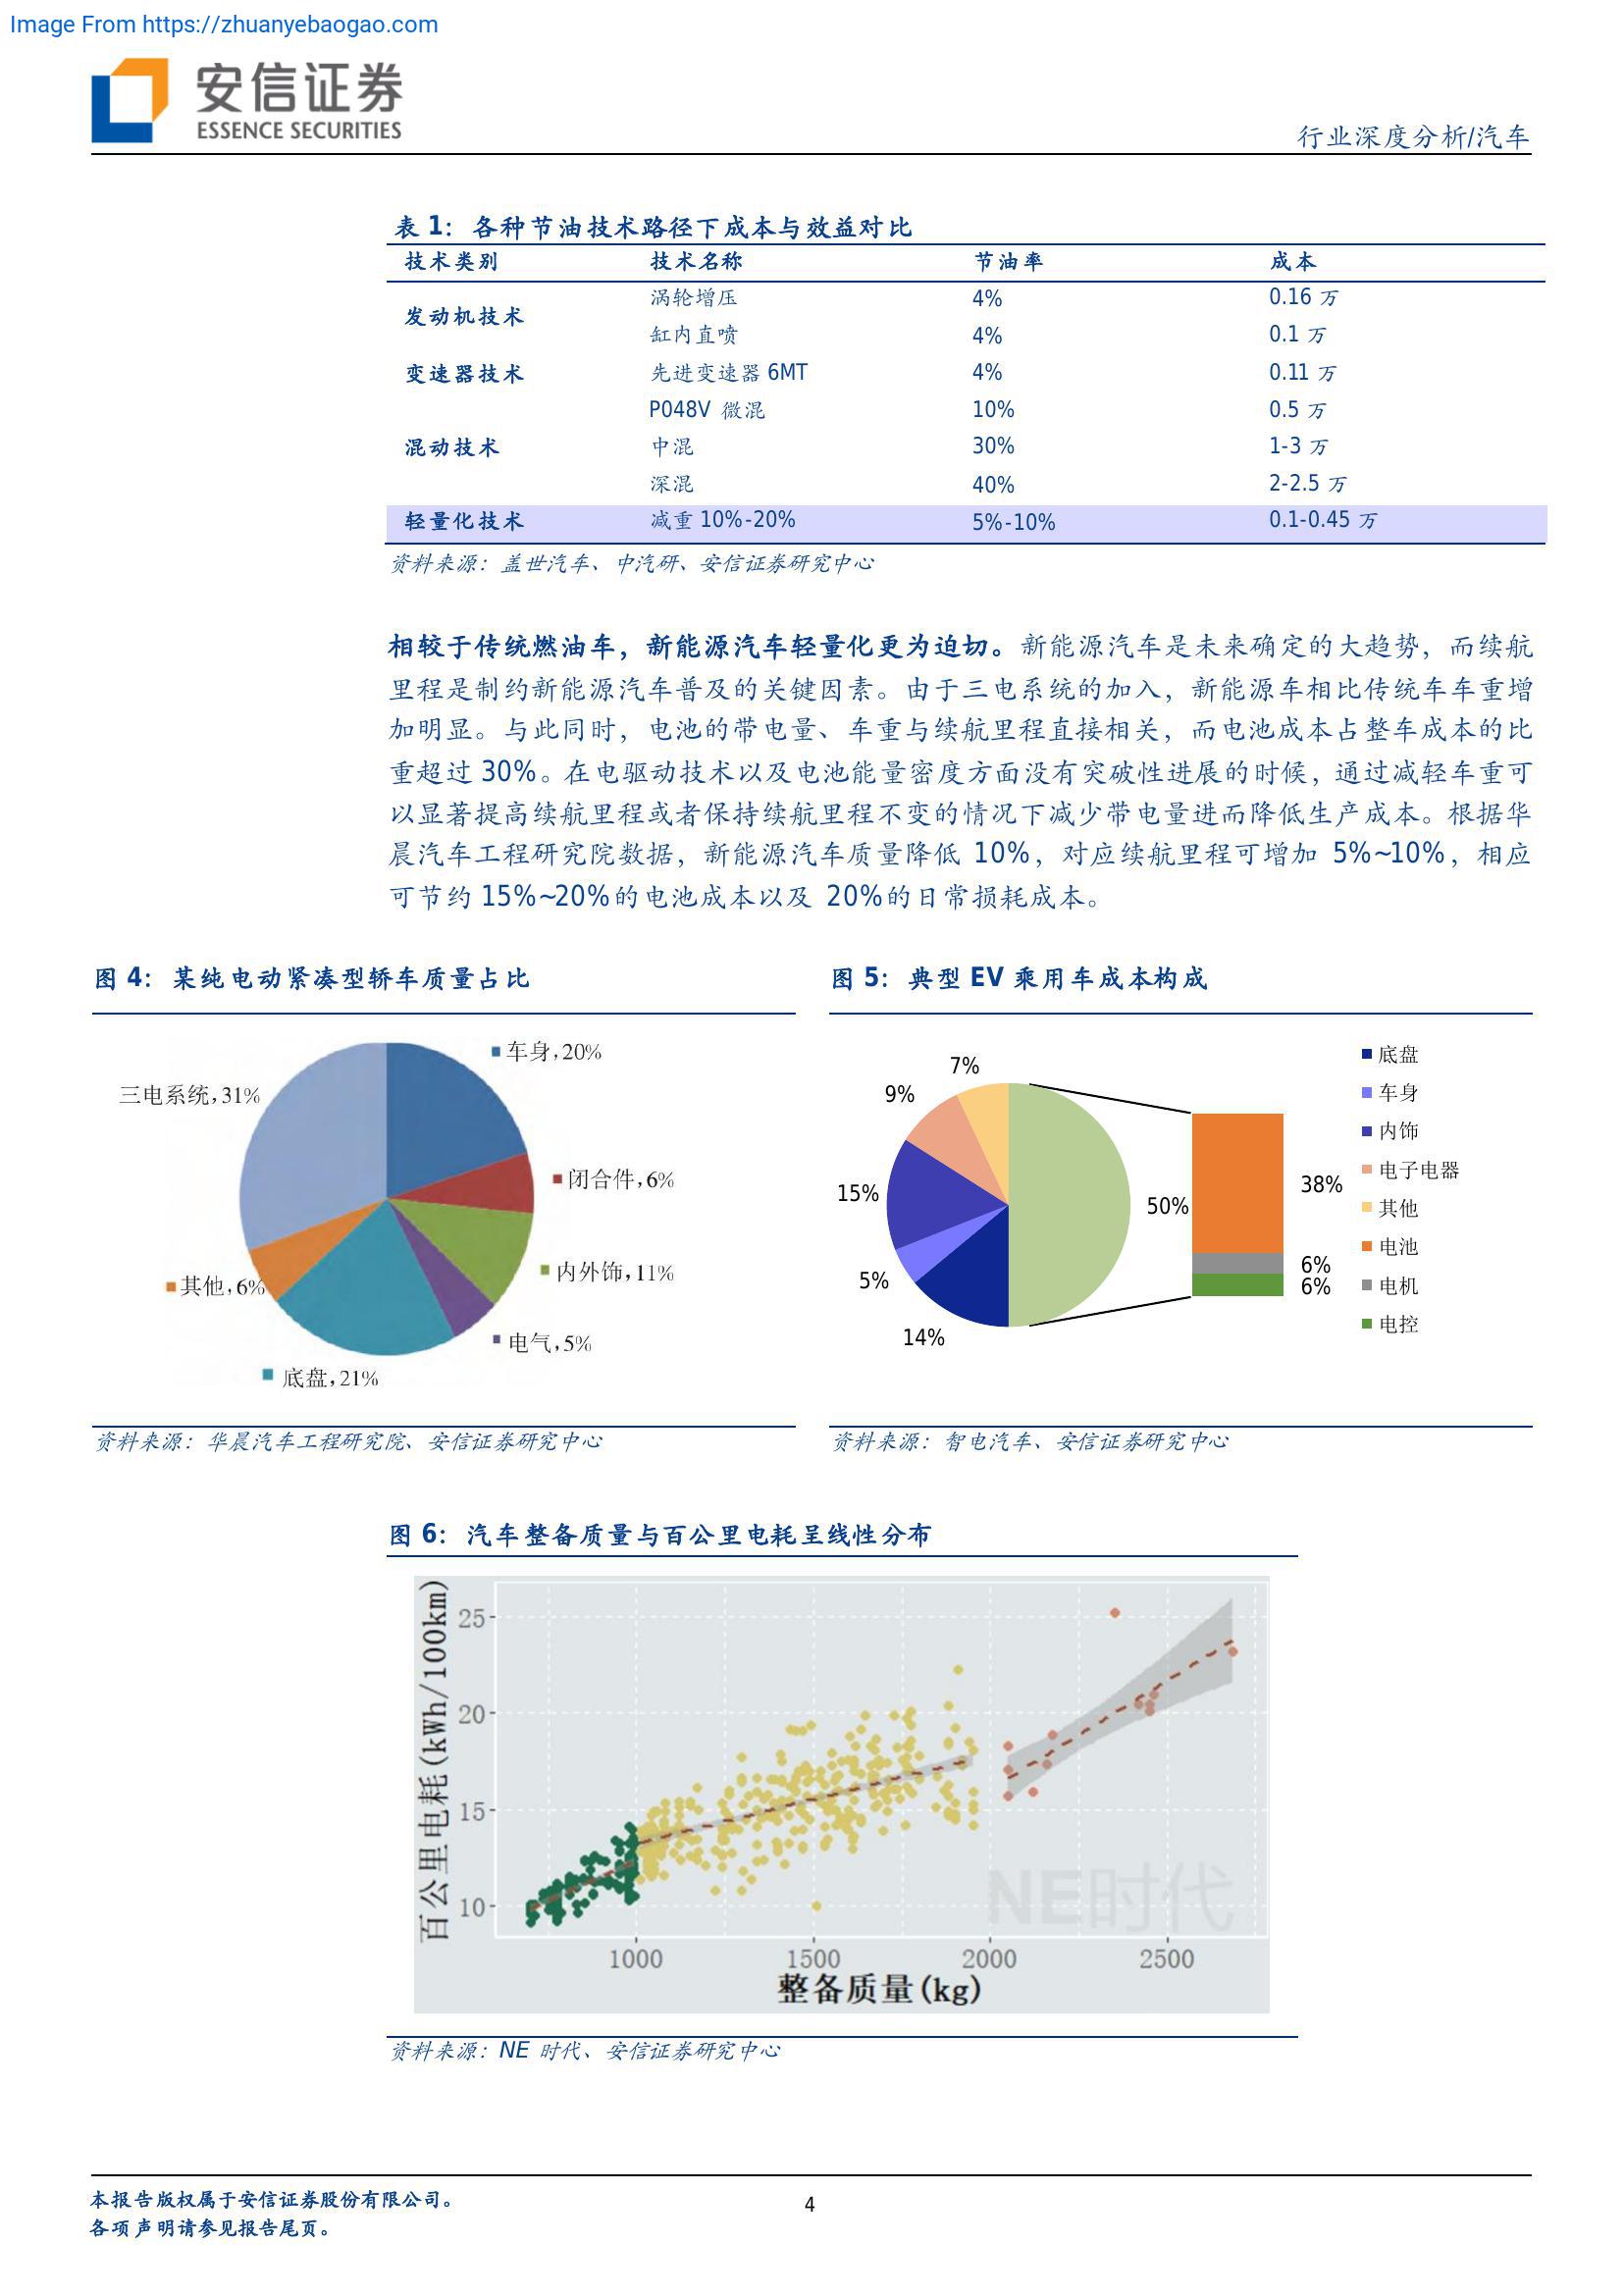 Image From https://zhuanyebaogao.com
安信证券
ESSENCE SECURITIES
行业深度分析/汽车
表 1：各种节油技术路径下成本与效益对比
技术类别 技术名称 节油率 成本
发动机技术 涡轮增压 4% 0.16 万
缸内直喷 4% 0.1 万
变速器技术 先进变速器 6MT 4% 0.11 万
P048V 微混 10% 0.5 万
混动技术 中混 30% 1-3 万
深混 40% 2-2.5 万
轻量化技术 减重 10%-20% 5%-10% 0.1-0.45 万
资料来源：盖世汽车、中汽研、安信证券研究中心
相较于传统燃油车，新能源汽车轻量化更为迫切。新能源汽车是未来确定的大趋势，而续航
里程是制约新能源汽车普及的关键因素。由于三电系统的加入，新能源车相比传统车车重增
加明显。与此同时，电池的带电量、车重与续航里程直接相关，而电池成本占整车成本的比
重超过 30%。在电驱动技术以及电池能量密度方面没有突破性进展的时候，通过减轻车重可
以显著提高续航里程或者保持续航里程不变的情况下减少带电量进而降低生产成本。根据华
晨汽车工程研究院数据，新能源汽车质量降低 10%，对应续航里程可增加 5%~10%，相应
可节约 15%~20%的电池成本以及 20%的日常损耗成本。
图 4：某纯电动紧凑型轿车质量占比
车身,20%
三电系统,31%
闭合件,6%
内外饰,11%
其他,6%
电气,5%
底盘,21%
资料来源：华晨汽车工程研究院、安信证券研究中心
图 5：典型 EV 乘用车成本构成
7%
9%
15%
5%
14%
50%
38%
6%
6%
底盘
车身
内饰
电子电器
其他
电池
电机
电控
资料来源：智电汽车、安信证券研究中心
图 6：汽车整备质量与百公里电耗呈线性分布
百公里电耗(kWh/100km)
25
20
15
10
NE时代
1000 1500 2000 2500
整备质量(kg)
资料来源：NE 时代、安信证券研究中心
本报告版权属于安信证券股份有限公司。
各项声明请参见报告尾页。
4